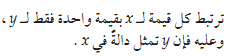 ترتبط كل قيمة لـ x بقيمة واحدة فقط لـ y ،
وعليه فإن y تمثل دالةً في x .